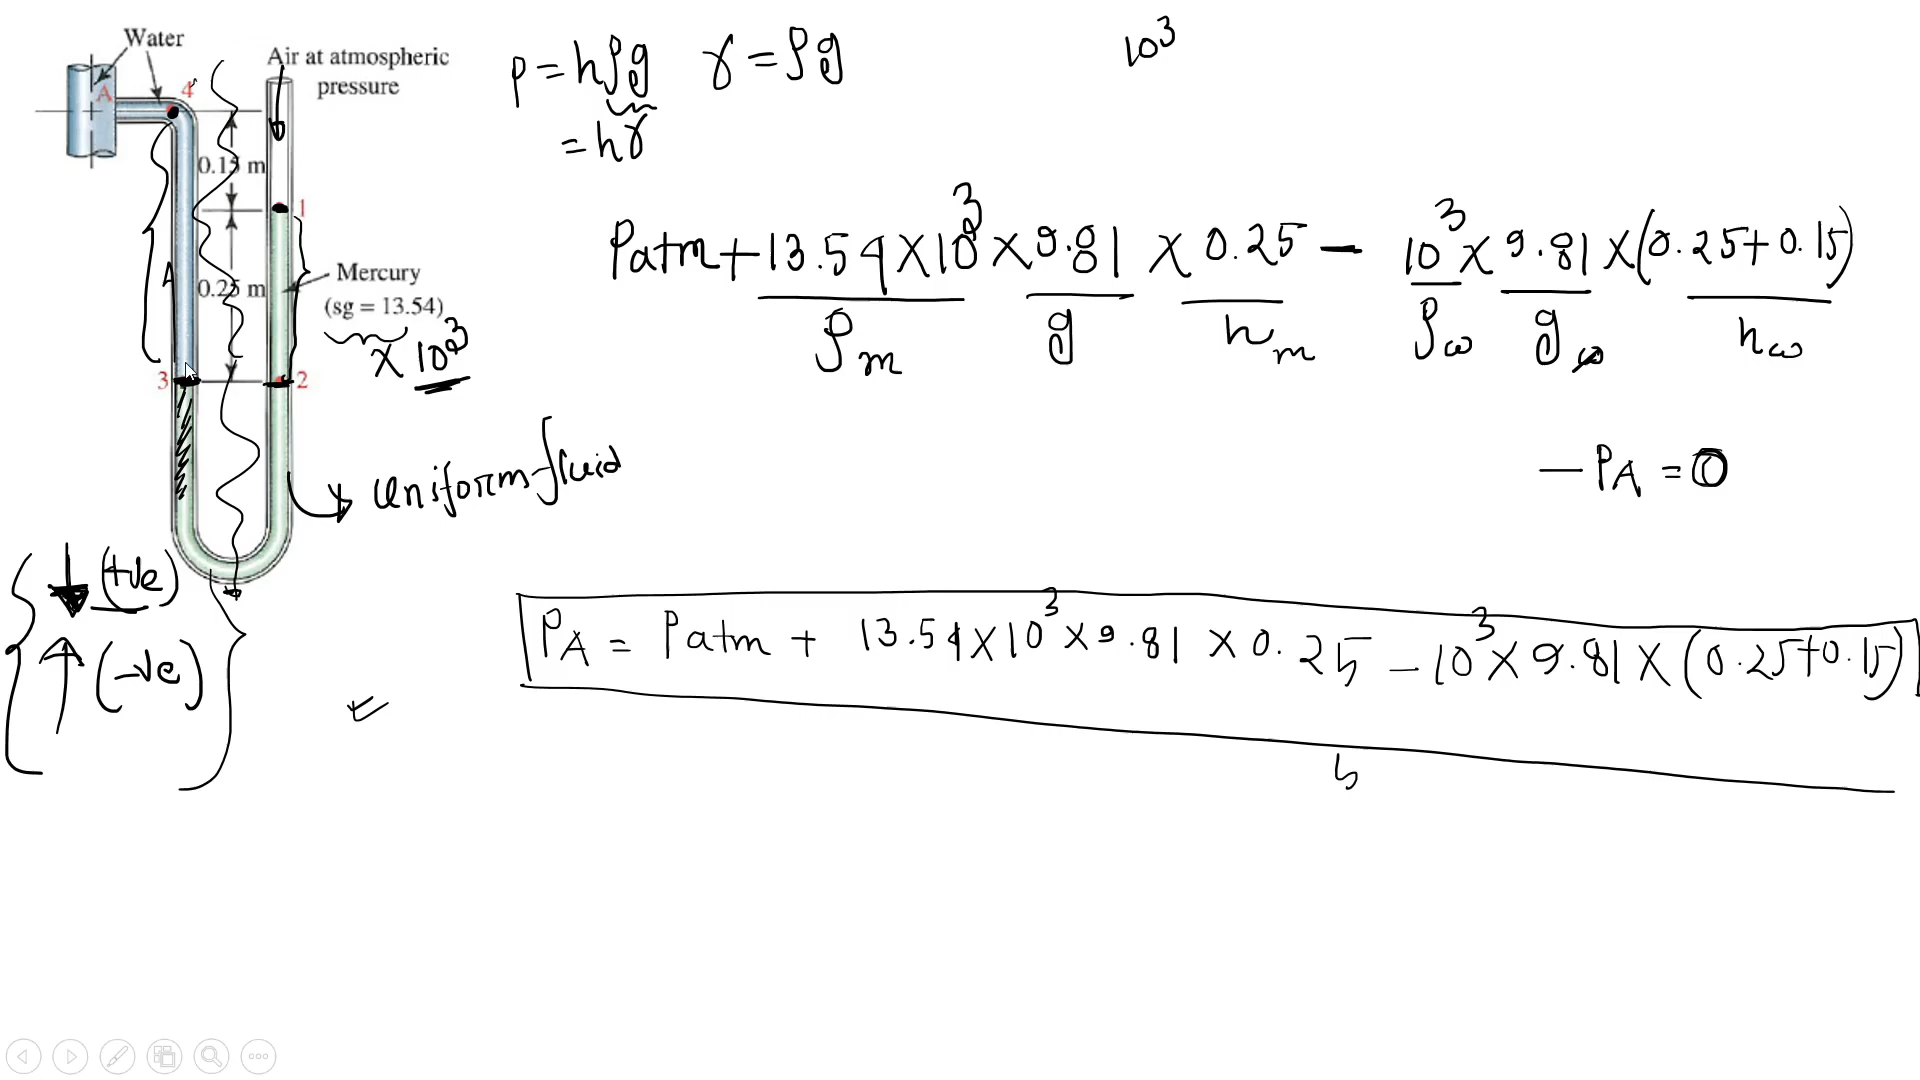 Water
Air at atmospheric
pressure
A
4
0.15 m
1
0.25 m
Mercury
(sg = 13.54)
× 10³
3
2
uniform fluid
↓ (+ve)
↑ (-ve)
P = hρg γ = ρg
= hγ
10³
Patm + 13.54 × 10³ × 9.81 × 0.25 - 10³ × 9.81 × (0.25 + 0.15)
ρm g hm ρω g hω
- PA = 0
PA = Patm + 13.54 × 10³ × 9.81 × 0.25 - 10³ × 9.81 × (0.25+0.15)